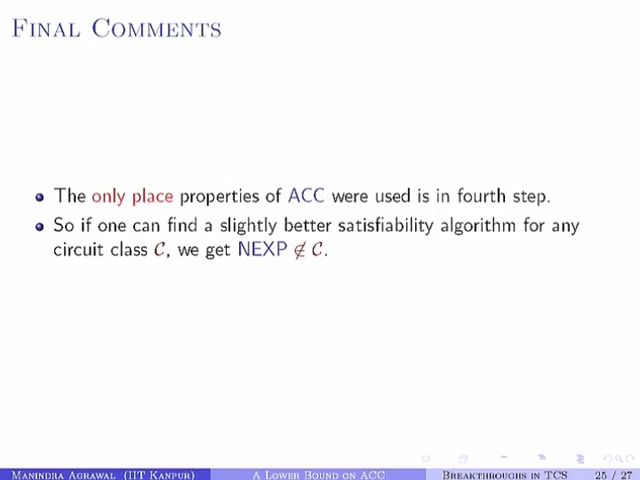 Final Comments
The only place properties of ACC were used is in fourth step.
So if one can find a slightly better satisfiability algorithm for any
circuit class 𝒞, we get NEXP ⊄ 𝒞.
Manindra Agrawal (IIT Kanpur) A Lower Bound on ACC Breakthroughs in TCS 25 / 27